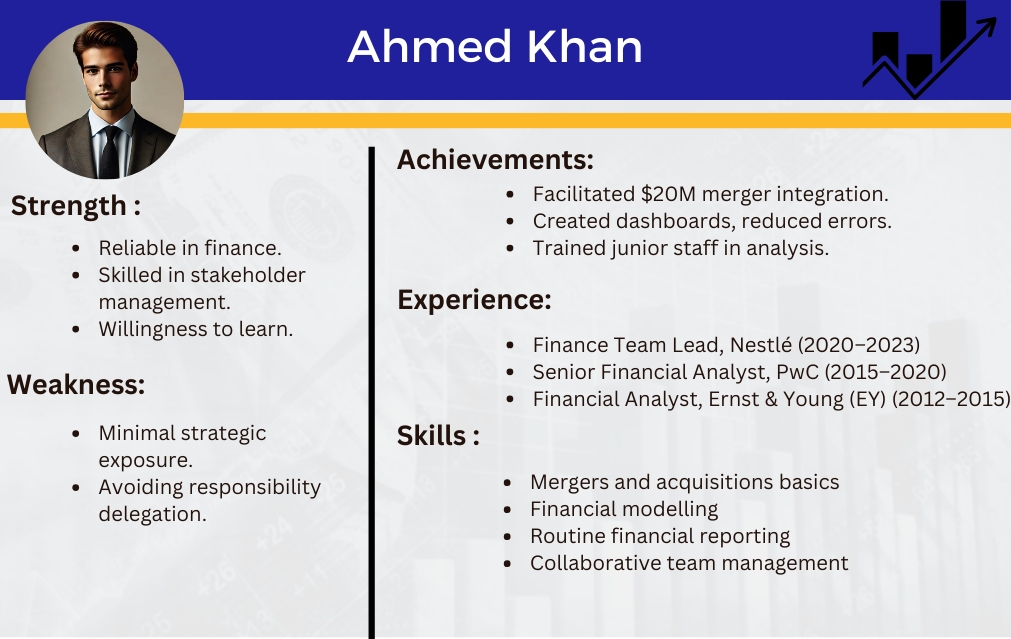 Ahmed Khan
Strength :
• Reliable in finance.
• Skilled in stakeholder
management.
• Willingness to learn.
Weakness:
• Minimal strategic
exposure.
• Avoiding responsibility
delegation.
Achievements:
• Facilitated $20M merger integration.
• Created dashboards, reduced errors.
• Trained junior staff in analysis.
Experience:
• Finance Team Lead, Nestlé (2020–2023)
• Senior Financial Analyst, PwC (2015–2020)
• Financial Analyst, Ernst & Young (EY) (2012–2015)
Skills :
• Mergers and acquisitions basics
• Financial modelling
• Routine financial reporting
• Collaborative team management